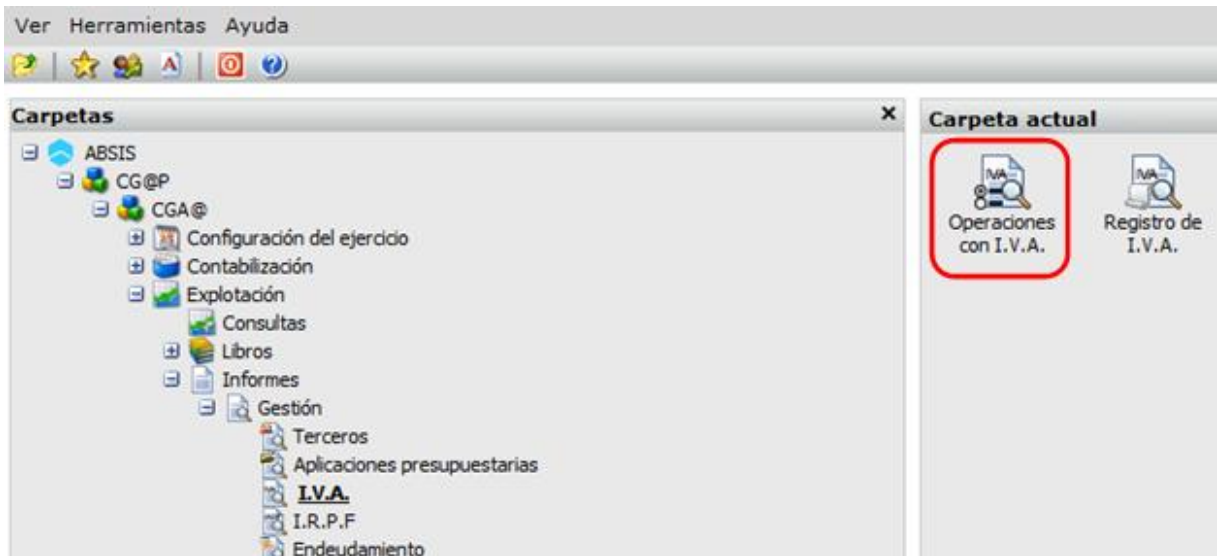 Ver Herramientas Ayuda
Carpetas
ABSIS
CG@P
CGA@
Configuración del ejercicio
Contabilización
Explotación
Consultas
Libros
Informes
Gestión
Terceros
Aplicaciones presupuestarias
I.V.A.
I.R.P.F
Endeudamiento
Carpeta actual
IVA
Operaciones
con I.V.A.
IVA
Registro de
I.V.A.